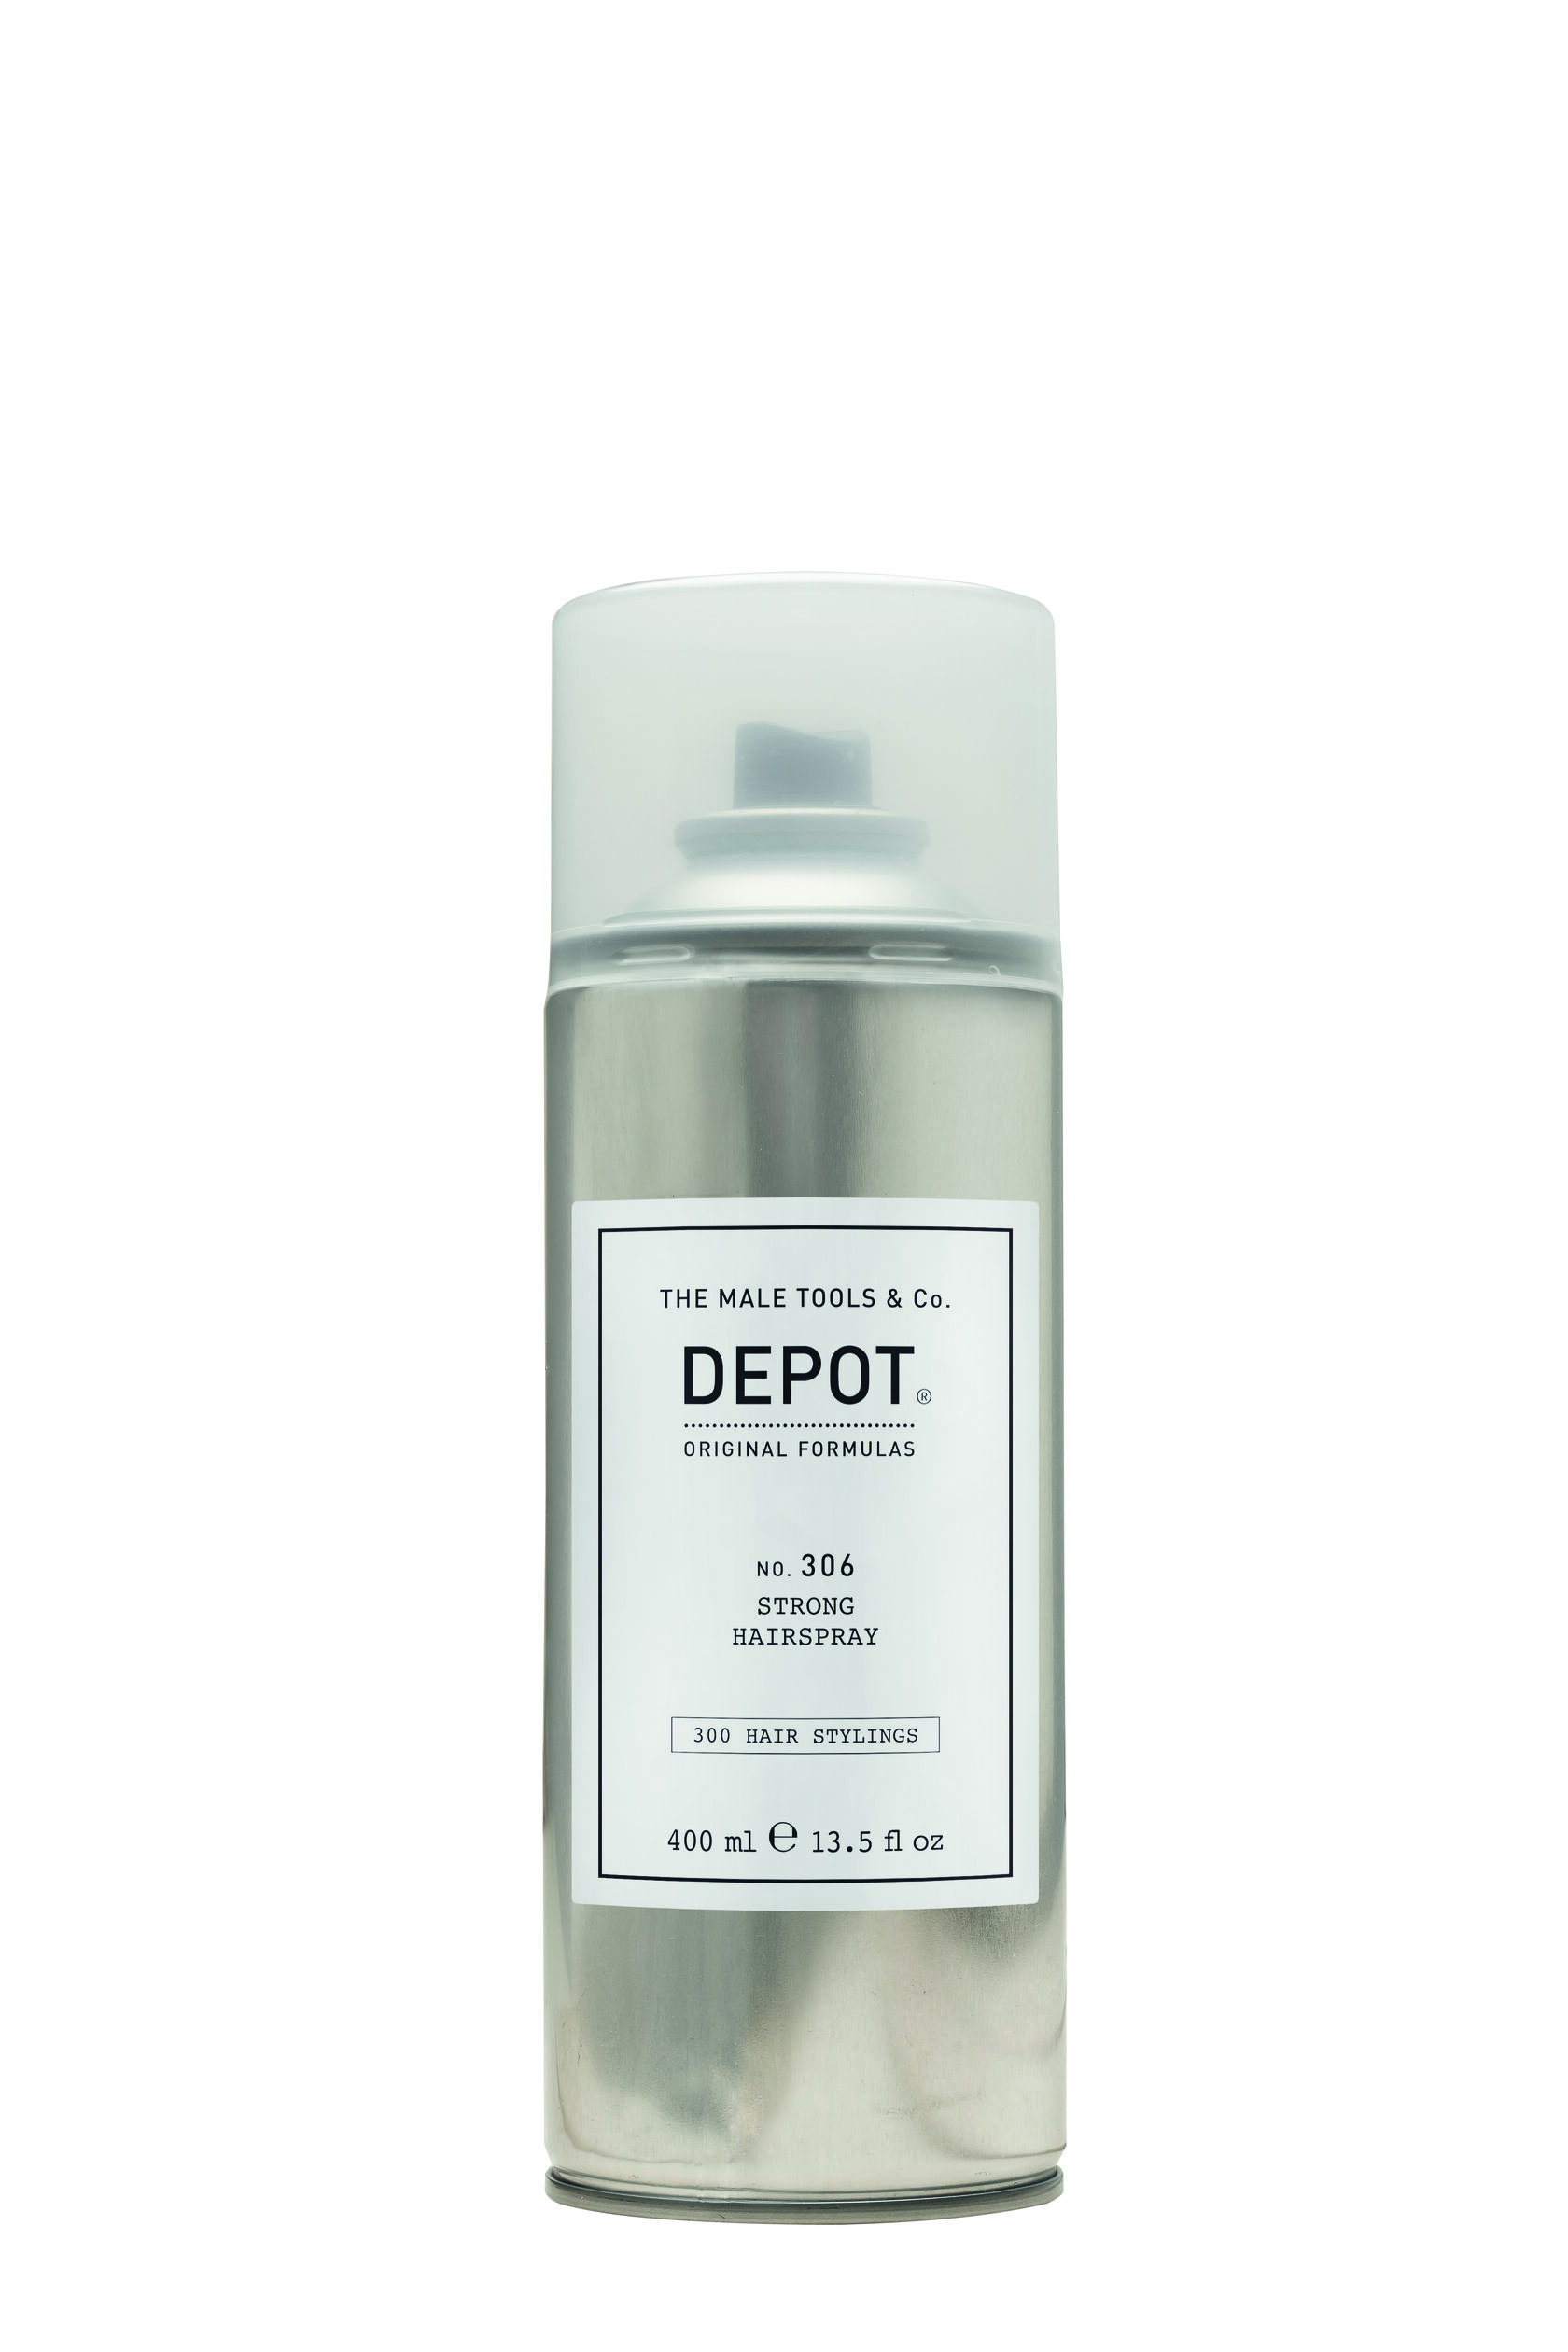 THE MALE TOOLS & Co.
DEPOT®
ORIGINAL FORMULAS
NO. 306
STRONG
HAIRSPRAY
300 HAIR STYLINGS
400 ml ℮ 13.5 fl oz